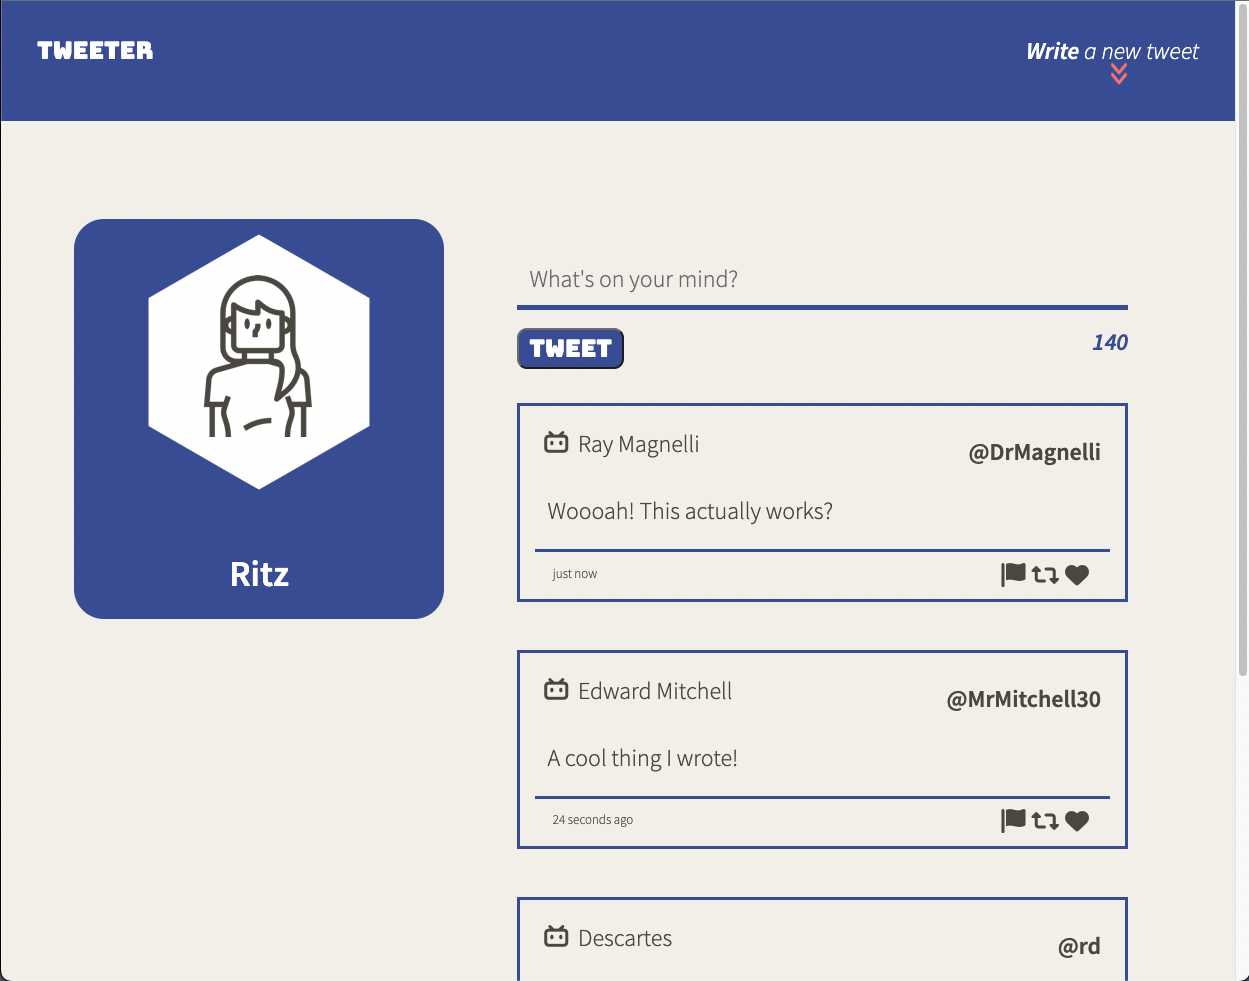 TWEETER
Write a new tweet
Ritz
What's on your mind?
TWEET
140
Ray Magnelli
@DrMagnelli
Woooah! This actually works?
just now
Edward Mitchell
@MrMitchell30
A cool thing I wrote!
24 seconds ago
Descartes
@rd